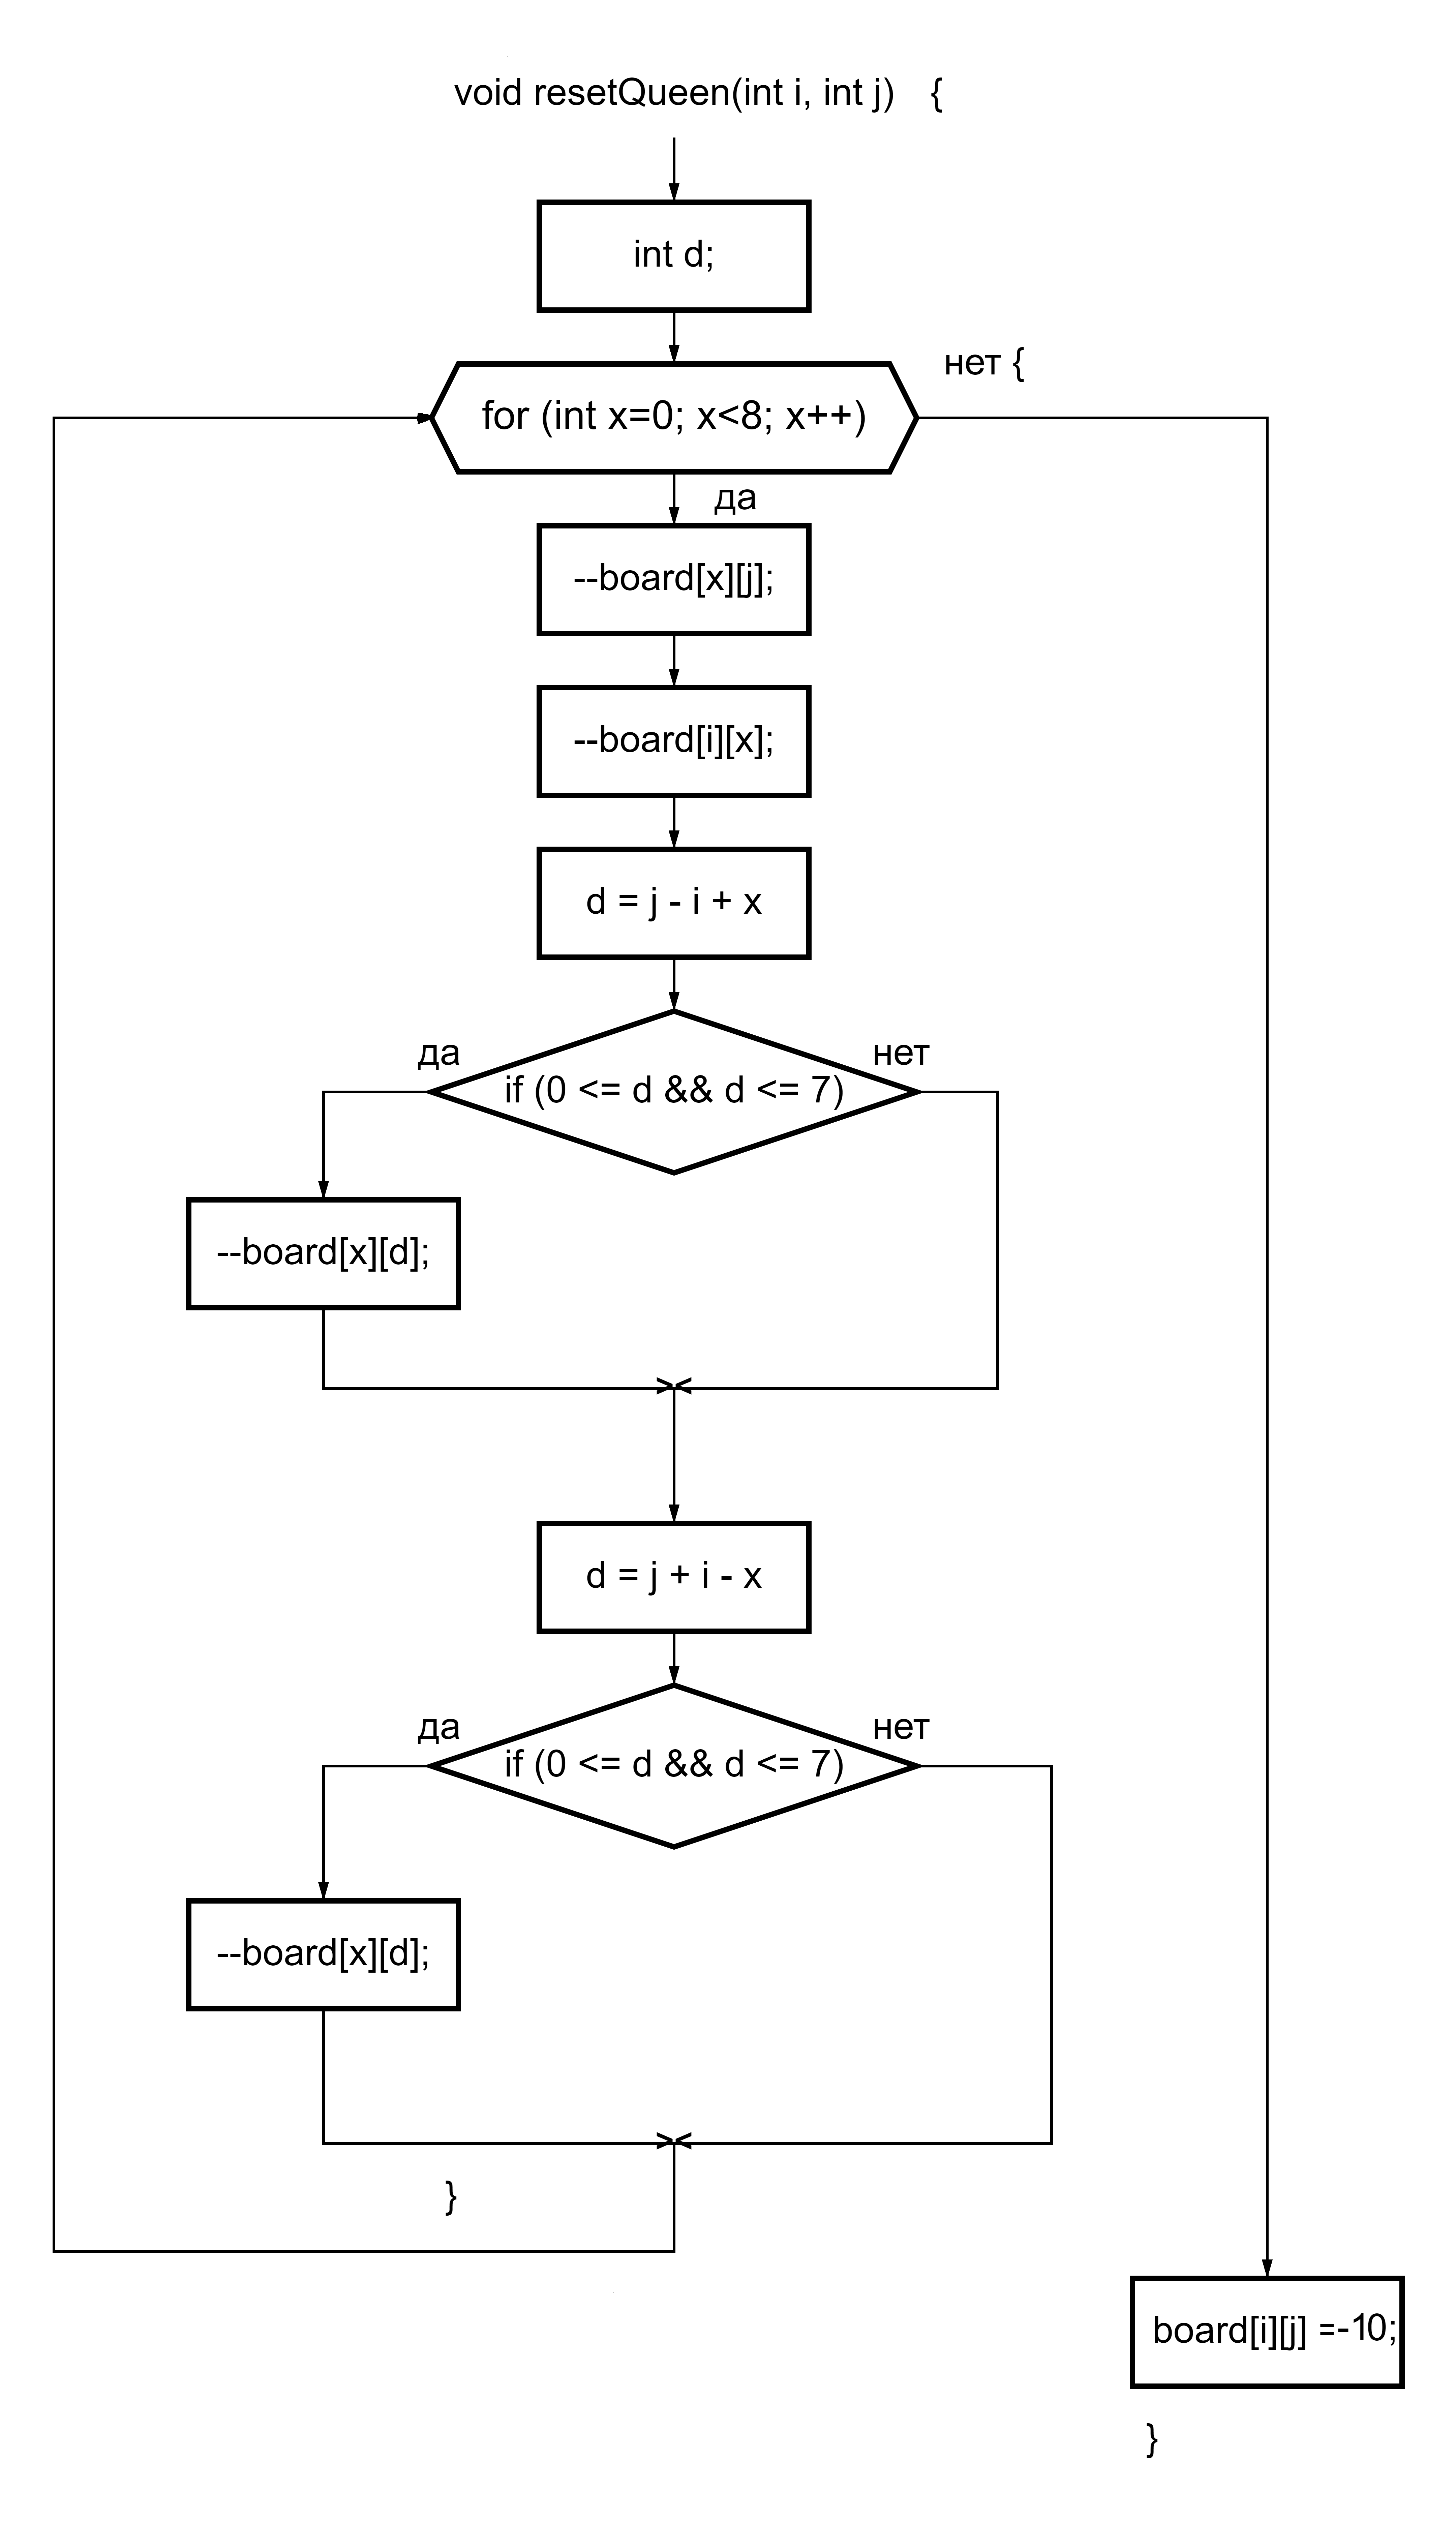 void resetQueen(int i, int j) {
int d;
нет {
for (int x=0; x<8; x++)
да
--board[x][j];
--board[i][x];
d = j - i + x
да
нет
if (0 <= d && d <= 7)
--board[x][d];
><
d = j + i - x
да
нет
if (0 <= d && d <= 7)
--board[x][d];
><
}
board[i][j] =-10;
}